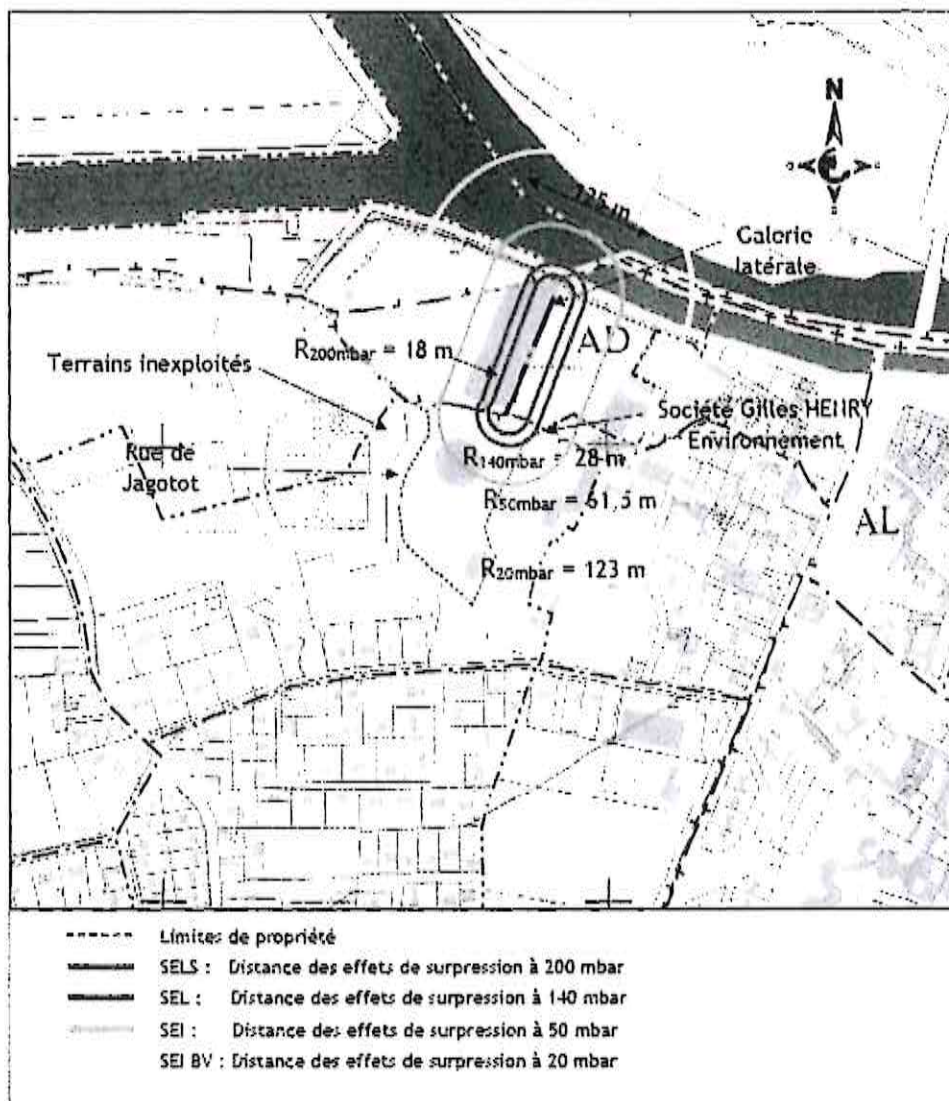 N
125 m
Galerie
latérale
AD
R200mbar = 18 m
Terrains inexploités
Société Gilles HENRY
Environnement
Rue de
Jagotot
R140mbar = 28 m
R50mbar = 61,5 m
AL
R20mbar = 123 m
Limites de propriété
SELS : Distance des effets de surpression à 200 mbar
SEL : Distance des effets de surpression à 140 mbar
SEI : Distance des effets de surpression à 50 mbar
SEI BV : Distance des effets de surpression à 20 mbar